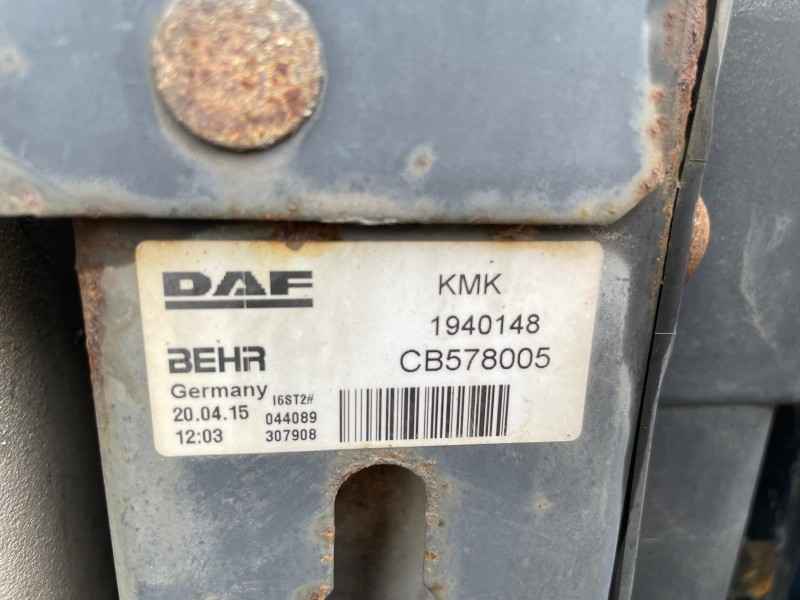 DAF KMK
1940148
BEHR CB578005
Germany I6ST2#
20.04.15 044089
12:03 307908